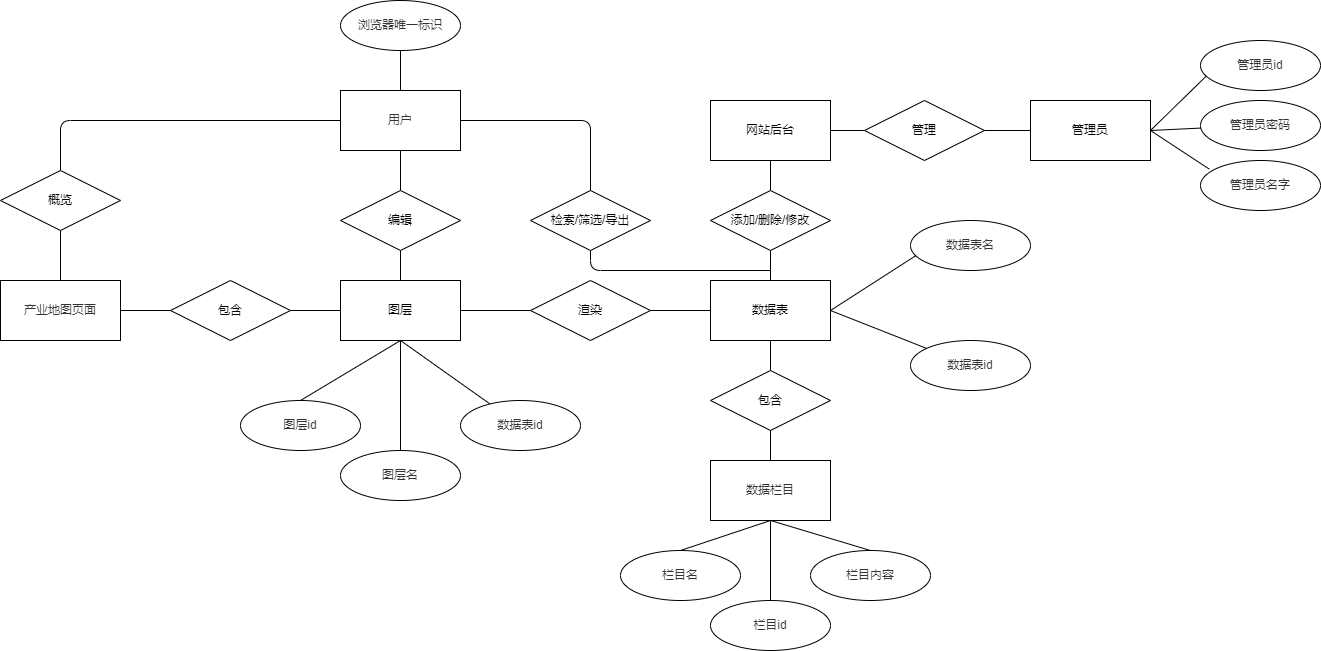 浏览器唯一标识
用户
网站后台
管理
管理员
管理员id
管理员密码
管理员名字
概览
编辑
检索/筛选/导出
添加/删除/修改
数据表名
产业地图页面
包含
图层
渲染
数据表
数据表id
图层id
图层名
数据表id
包含
数据栏目
栏目名
栏目id
栏目内容